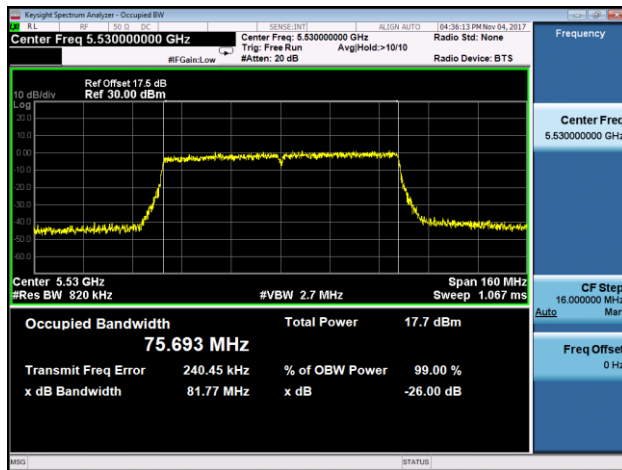 Keysight Spectrum Analyzer - Occupied BW
RL RF 50 Ω DC SENSE:INT ALIGN AUTO 04:36:13 PM Nov 04, 2017
Center Freq 5.530000000 GHz
Center Freq: 5.530000000 GHz
Radio Std: None
Trig: Free Run Avg|Hold:>10/10
#IFGain:Low #Atten: 20 dB Radio Device: BTS
Ref Offset 17.5 dB
10 dB/div Ref 30.00 dBm
Log
20.0
10.0
0.00
-10.0
-20.0
-30.0
-40.0
-50.0
-60.0
Center 5.53 GHz Span 160 MHz
#Res BW 820 kHz #VBW 2.7 MHz Sweep 1.067 ms
Occupied Bandwidth Total Power 17.7 dBm
75.693 MHz
Transmit Freq Error 240.45 kHz % of OBW Power 99.00 %
x dB Bandwidth 81.77 MHz x dB -26.00 dB
MSG STATUS
Frequency
Center Freq
5.530000000 GHz
CF Step
16.000000 MHz
Auto Man
Freq Offset
0 Hz